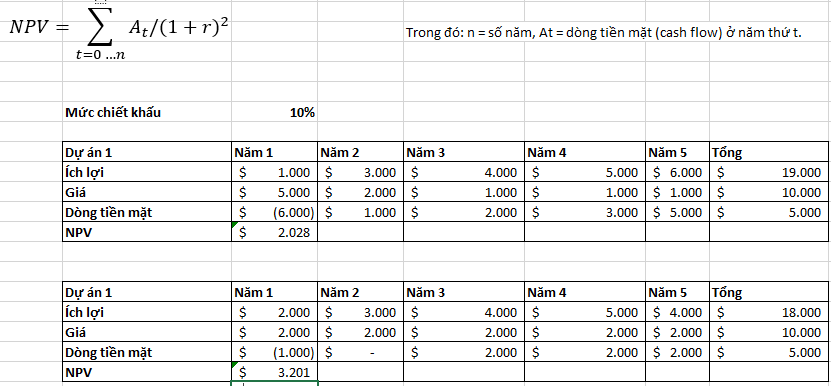 NPV = ∑ At/(1 + r)²
t=0 ...n
Trong đó: n = số năm, At = dòng tiền mặt (cash flow) ở năm thứ t.
Mức chiết khấu 10%
Dự án 1 Năm 1 Năm 2 Năm 3 Năm 4 Năm 5 Tổng
Ích lợi $ 1.000 $ 3.000 $ 4.000 $ 5.000 $ 6.000 $ 19.000
Giá $ 5.000 $ 2.000 $ 1.000 $ 1.000 $ 1.000 $ 10.000
Dòng tiền mặt $ (6.000) $ 1.000 $ 2.000 $ 3.000 $ 5.000 $ 5.000
NPV $ 2.028
Dự án 1 Năm 1 Năm 2 Năm 3 Năm 4 Năm 5 Tổng
Ích lợi $ 2.000 $ 3.000 $ 4.000 $ 5.000 $ 4.000 $ 18.000
Giá $ 2.000 $ 2.000 $ 2.000 $ 2.000 $ 2.000 $ 10.000
Dòng tiền mặt $ (1.000) $ - $ 2.000 $ 2.000 $ 2.000 $ 5.000
NPV $ 3.201